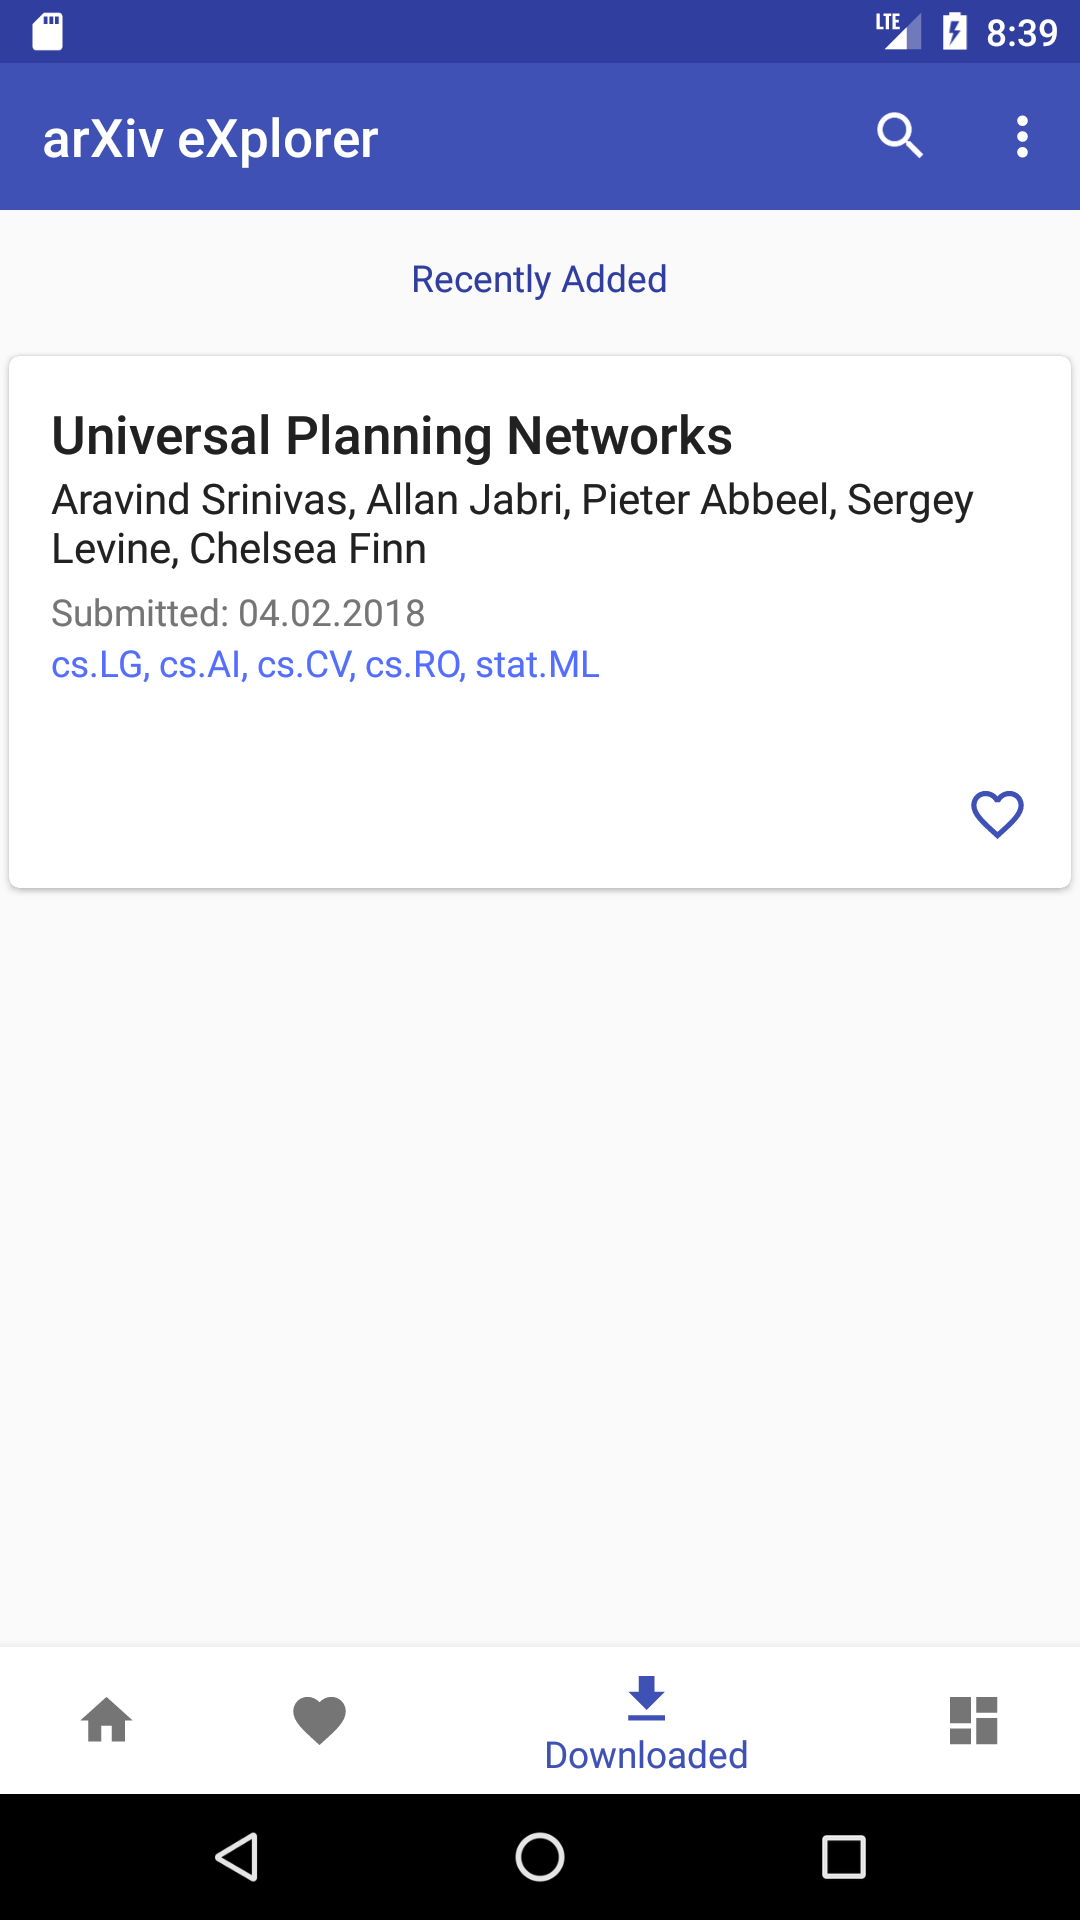 LTE 8:39
arXiv eXplorer
Recently Added
Universal Planning Networks
Aravind Srinivas, Allan Jabri, Pieter Abbeel, Sergey
Levine, Chelsea Finn
Submitted: 04.02.2018
cs.LG, cs.AI, cs.CV, cs.RO, stat.ML
Downloaded